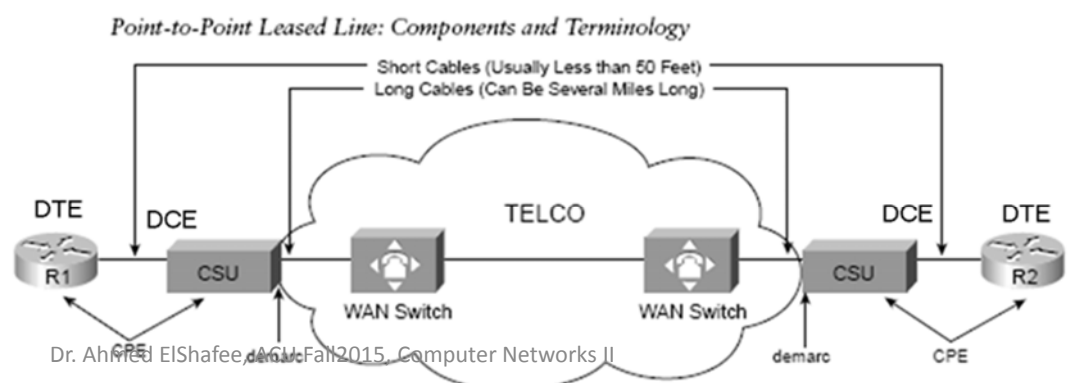 Point-to-Point Leased Line: Components and Terminology
Short Cables (Usually Less than 50 Feet)
Long Cables (Can Be Several Miles Long)
DTE
DCE
TELCO
DCE
DTE
R1
CSU
CSU
R2
WAN Switch
WAN Switch
CPE
demarc
demarc
CPE
Dr. Ahmed ElShafee, ACU Fall2015, Computer Networks II